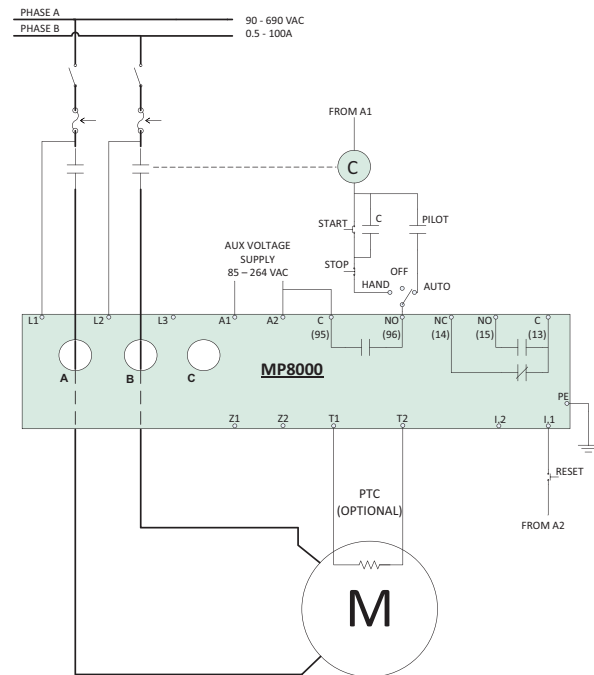 PHASE A
PHASE B
90 - 690 VAC
0.5 - 100A
FROM A1
C
START
C
PILOT
STOP
OFF
HAND
AUTO
AUX VOLTAGE
SUPPLY
85 – 264 VAC
L1
L2
L3
A1
A2
C
(95)
NO
(96)
NC
(14)
NO
(15)
C
(13)
A
B
C
MP8000
PE
Z1
Z2
T1
T2
I.2
I.1
RESET
PTC
(OPTIONAL)
FROM A2
M